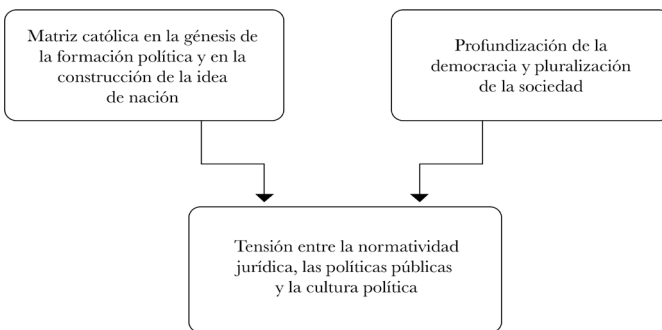 Matriz católica en la génesis de
la formación política y en la
construcción de la idea
de nación
Profundización de la
democracia y pluralización
de la sociedad
Tensión entre la normatividad
jurídica, las políticas públicas
y la cultura política